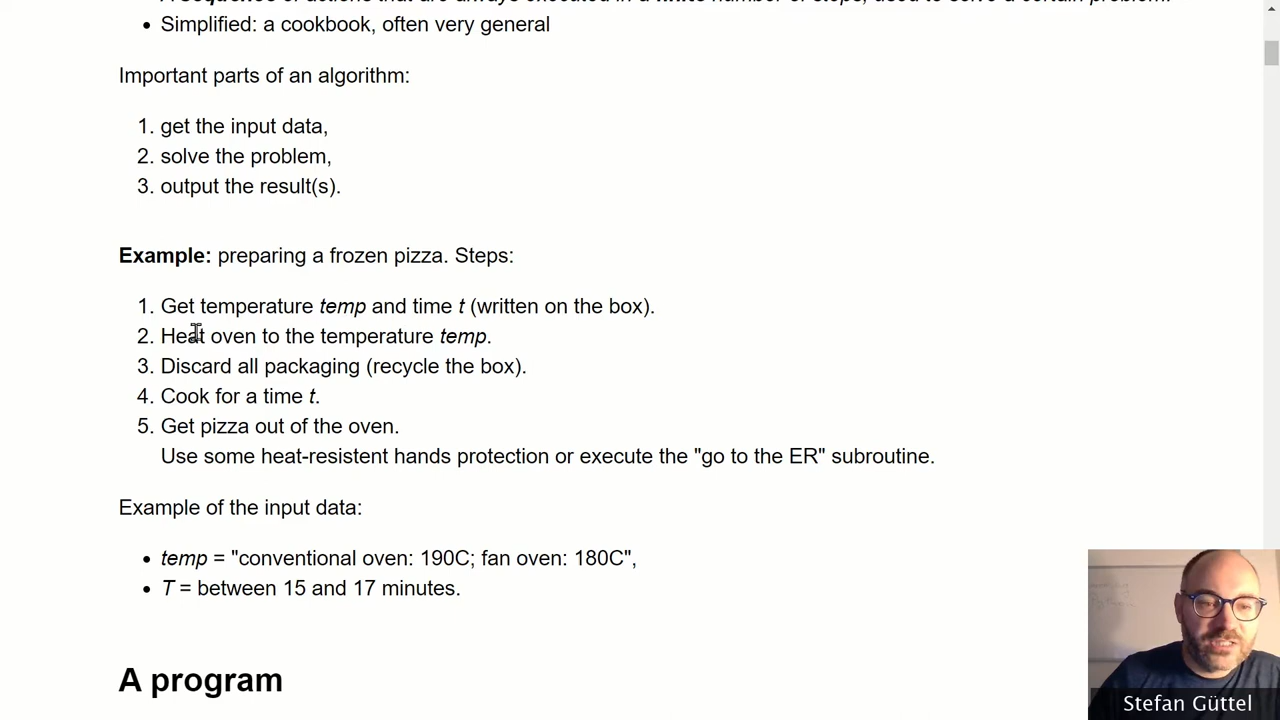 Simplified: a cookbook, often very general
Important parts of an algorithm:
1. get the input data,
2. solve the problem,
3. output the result(s).
Example: preparing a frozen pizza. Steps:
1. Get temperature temp and time t (written on the box).
2. Heat oven to the temperature temp.
3. Discard all packaging (recycle the box).
4. Cook for a time t.
5. Get pizza out of the oven.
Use some heat-resistent hands protection or execute the "go to the ER" subroutine.
Example of the input data:
temp = "conventional oven: 190C; fan oven: 180C",
T = between 15 and 17 minutes.
A program
Stefan Güttel